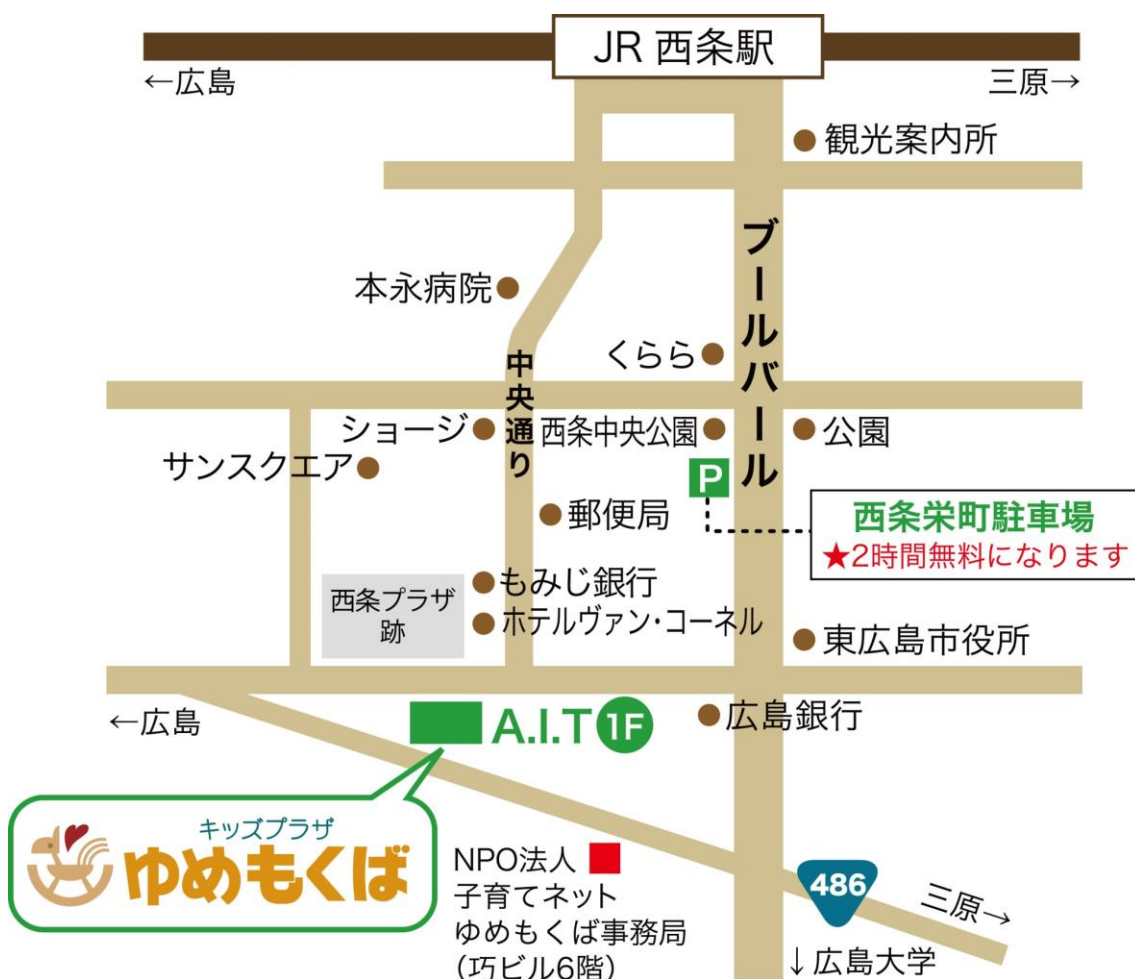 JR 西条駅
←広島
三原→
観光案内所
ブールバール
本永病院
くらら
中央通り
ショージ
西条中央公園
公園
サンスクエア
P
郵便局
西条栄町駐車場
★2時間無料になります
もみじ銀行
西条プラザ
跡
ホテルヴァン・コーネル
東広島市役所
←広島
A.I.T 1F
広島銀行
キッズプラザ
ゆめもくば
NPO法人
子育てネット
ゆめもくば事務局
(巧ビル6階)
486
三原→
↓広島大学